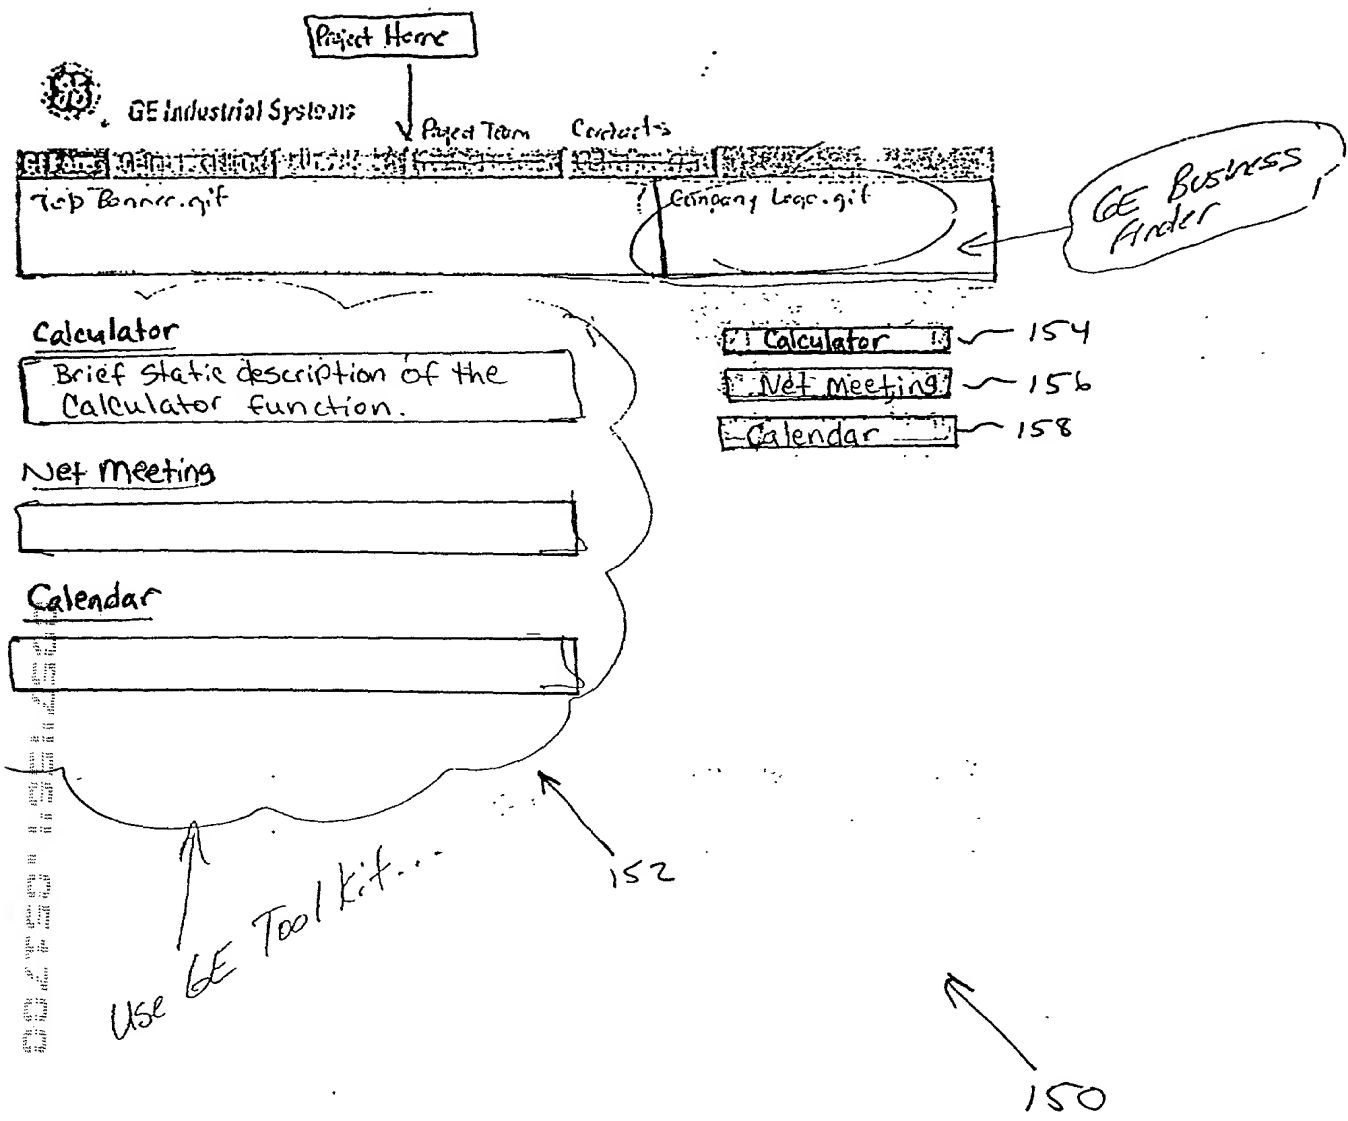 Project Home
GE Industrial Systems
Project Team
Contacts
Top Banner.gif
Company Logo.gif
GE Business
finder
Calculator
Brief static description of the
Calculator function.
Net Meeting
Calendar
Calculator
154
Net Meeting
156
Calendar
158
152
Use GE Tool Kit...
150